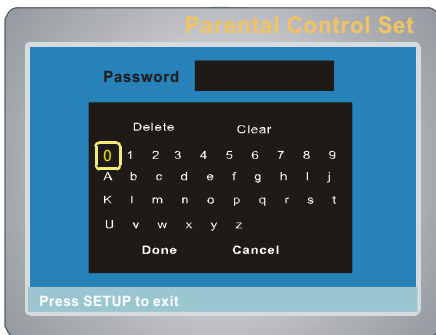 Parental Control Set
Password
Delete Clear
0 1 2 3 4 5 6 7 8 9
A b c d e f g h I j
K l m n o p q r s t
U v w x y z
Done Cancel
Press SETUP to exit